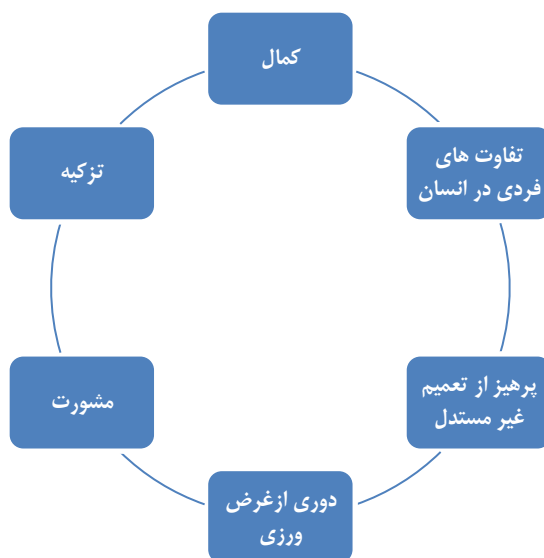 کمال
تفاوت های
فردی در انسان
پرهیز از تعمیم
غیر مستدل
دوری ازغرض
ورزی
مشورت
تزکیه